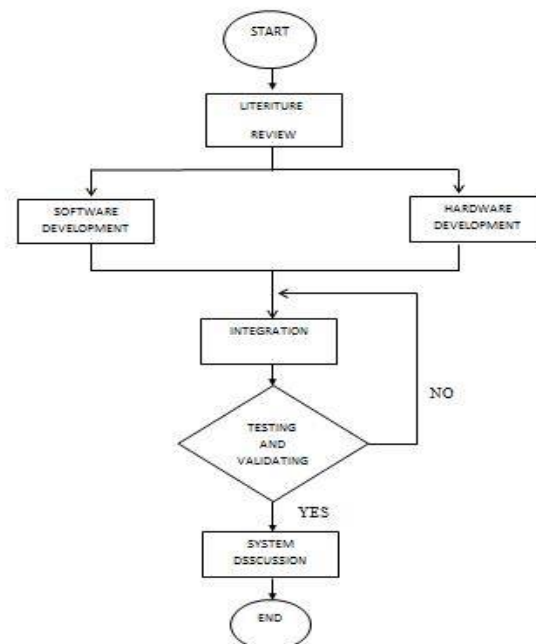 START
LITERITURE
REVIEW
SOFTWARE
DEVELOPMENT
HARDWARE
DEVELOPMENT
INTEGRATION
NO
TESTING
AND
VALIDATING
YES
SYSTEM
DSSCUSSION
END